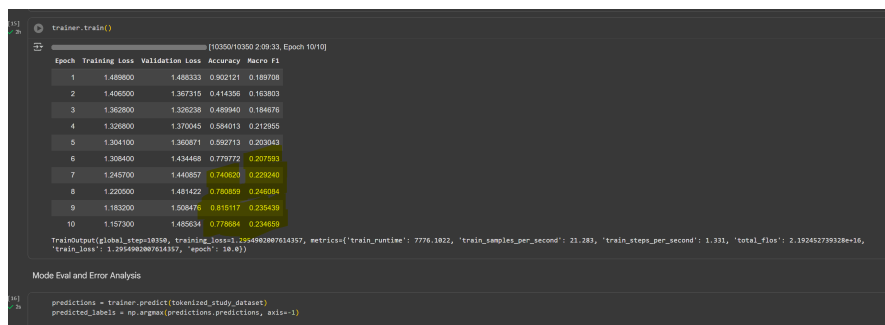 [15]
2h
trainer.train()
[10350/10350 2:09:33, Epoch 10/10]
Epoch Training Loss Validation Loss Accuracy Macro F1
1 1.489800 1.488333 0.902121 0.189708
2 1.406500 1.367315 0.414356 0.163803
3 1.362800 1.326238 0.489940 0.184676
4 1.326800 1.370045 0.584013 0.212955
5 1.304100 1.360871 0.592713 0.203043
6 1.308400 1.434468 0.779772 0.207593
7 1.245700 1.440857 0.740620 0.229240
8 1.220500 1.481422 0.780859 0.246084
9 1.183200 1.508476 0.815117 0.235439
10 1.157300 1.485634 0.778684 0.234659
TrainOutput(global_step=10350, training_loss=1.2954902007614357, metrics={'train_runtime': 7776.1022, 'train_samples_per_second': 21.283, 'train_steps_per_second': 1.331, 'total_flos': 2.192452739328e+16,
'train_loss': 1.2954902007614357, 'epoch': 10.0})
Mode Eval and Error Analysis
[16]
2s
predictions = trainer.predict(tokenized_study_dataset)
predicted_labels = np.argmax(predictions.predictions, axis=-1)